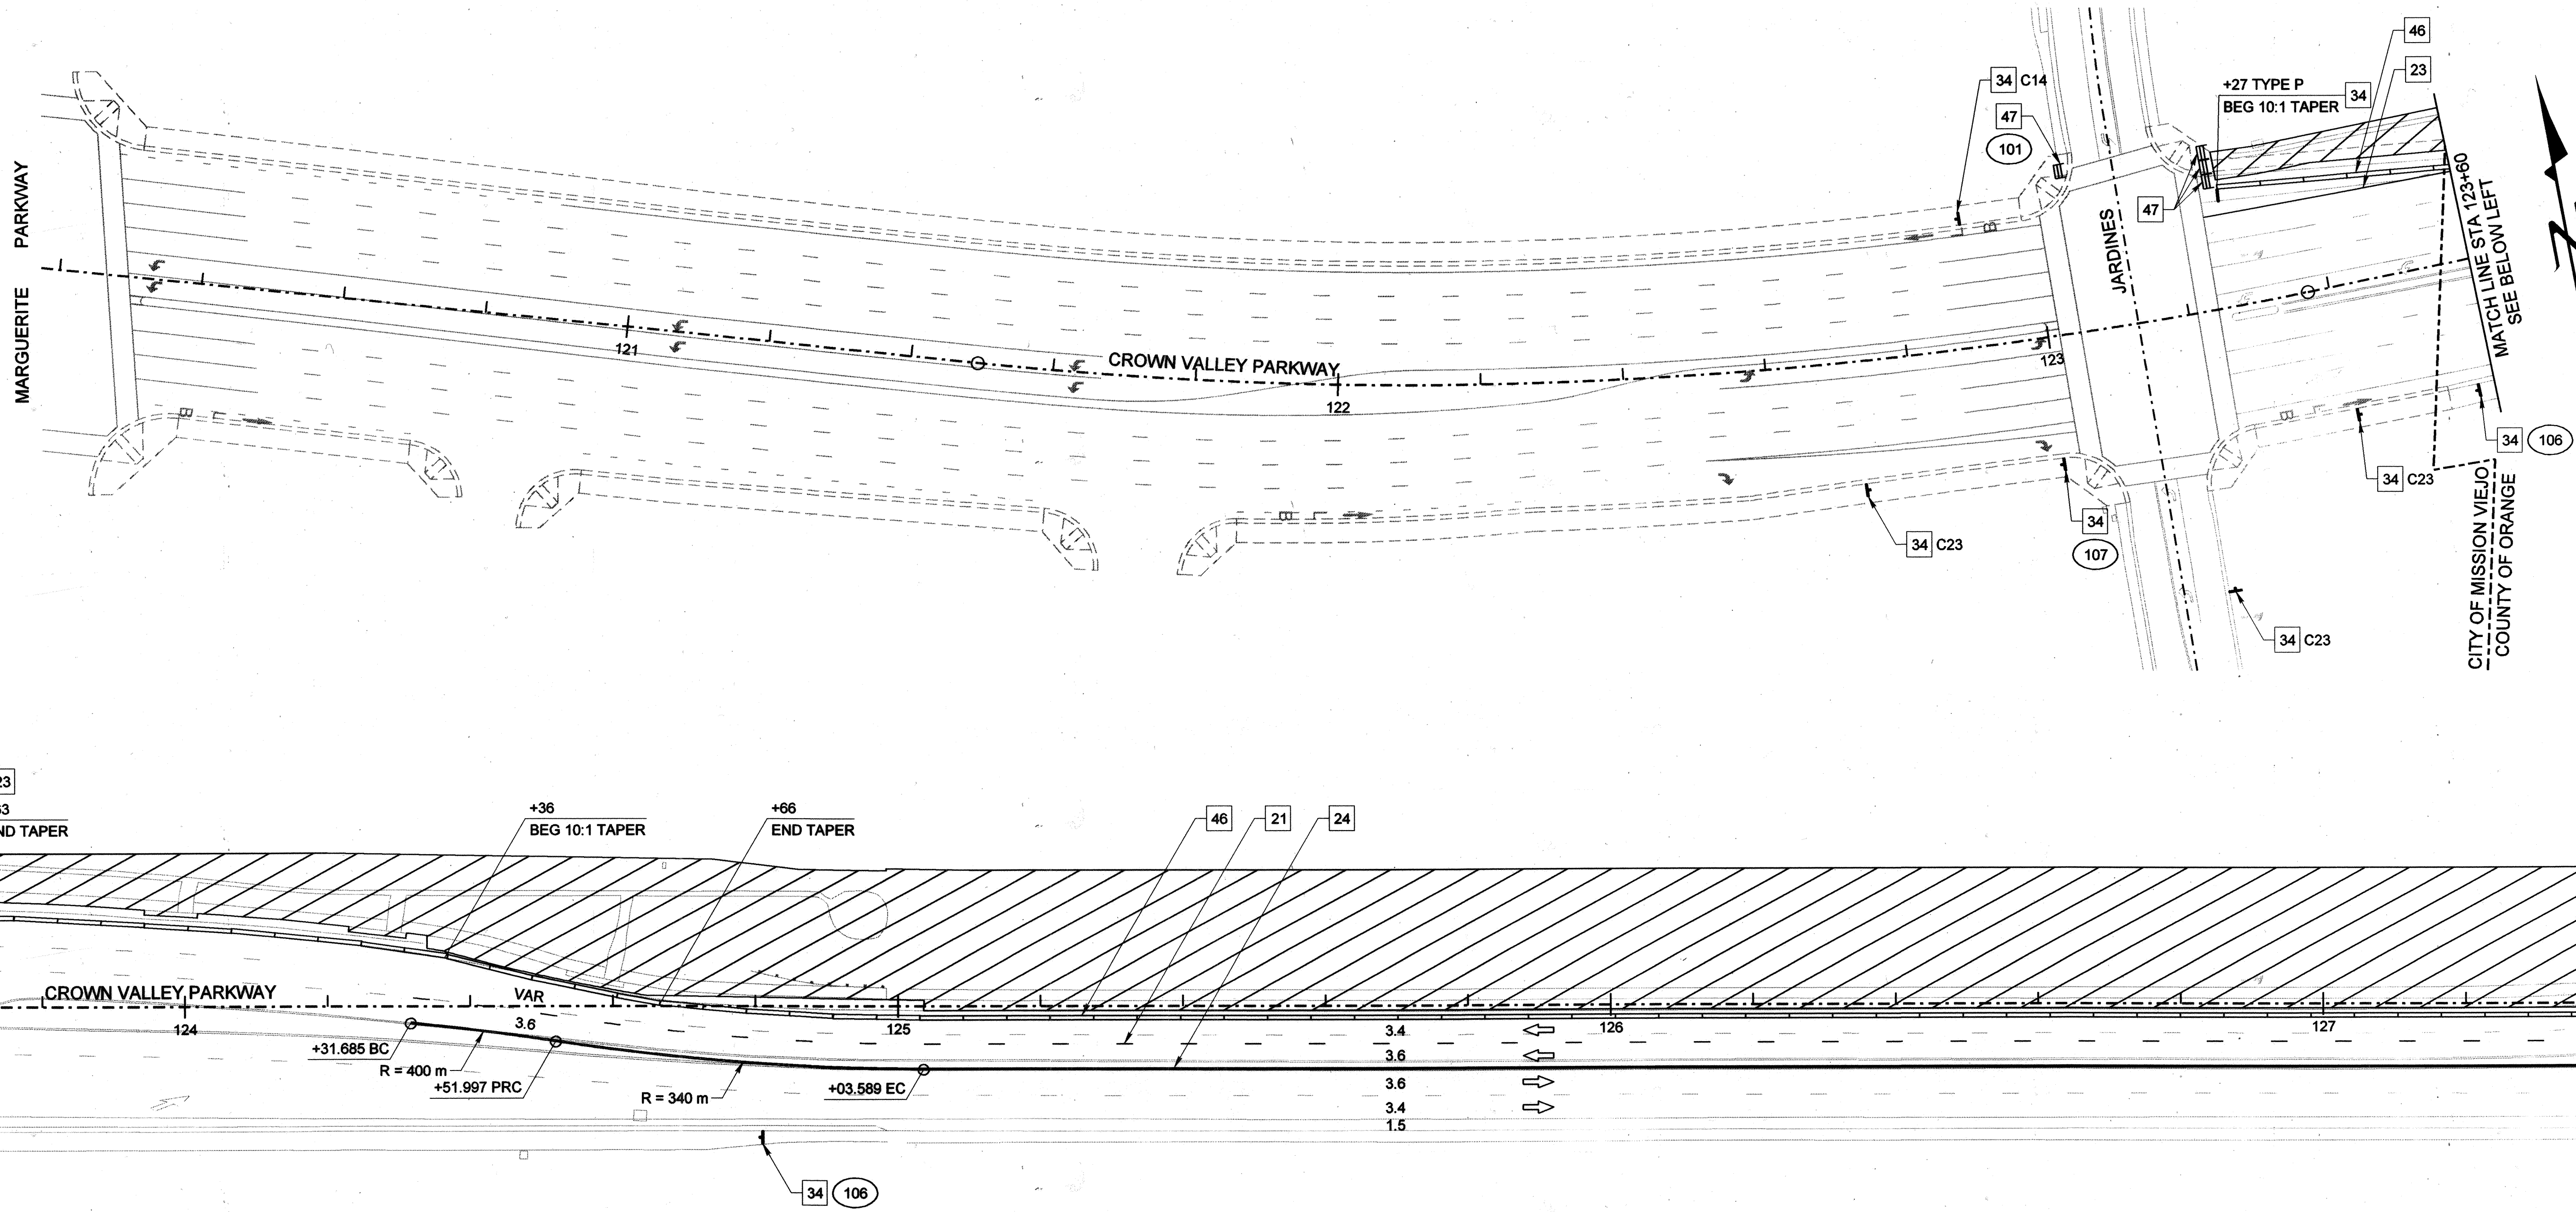 46
34 C14
23
+27 TYPE P
BEG 10:1 TAPER
34
47
101
47
MARGUERITE PARKWAY
JARDINES
MATCH LINE STA 123+60
SEE BELOW LEFT
121
CROWN VALLEY PARKWAY
122
123
B L
B L
B L
B L
34 106
34 C23
34
107
34 C23
34 C23
CITY OF MISSION VIEJO
COUNTY OF ORANGE
23
ND TAPER
+36
BEG 10:1 TAPER
+66
END TAPER
46
21
24
CROWN VALLEY PARKWAY
VAR
124
3.6
125
126
127
+31.685 BC
R = 400 m
+51.997 PRC
R = 340 m
+03.589 EC
3.4
3.6
3.6
3.4
1.5
34 106